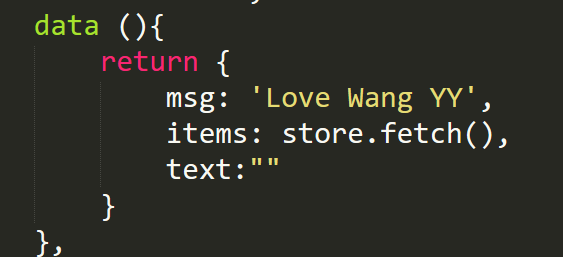 data (){
return {
msg: 'Love Wang YY',
items: store.fetch(),
text:""
}
},